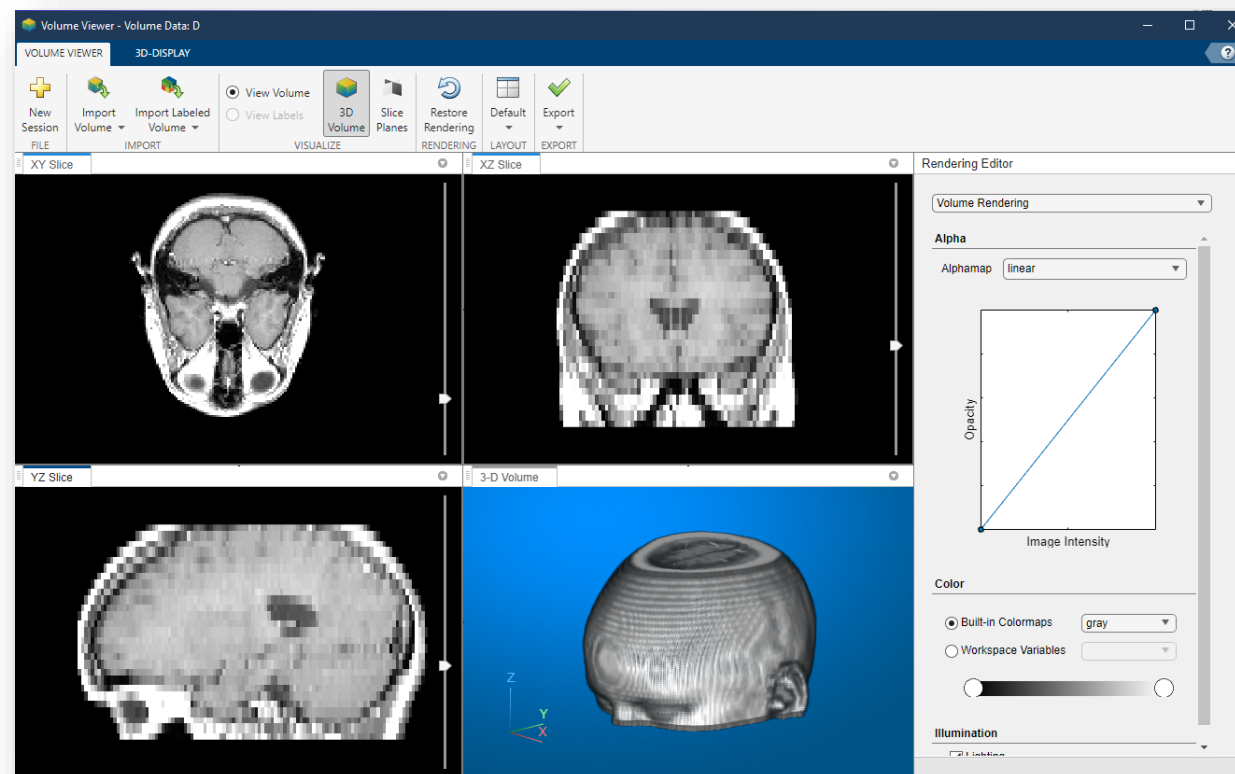 Volume Viewer - Volume Data: D
VOLUME VIEWER
3D-DISPLAY
?
New
Session
Import
Volume
Import Labeled
Volume
View Volume
View Labels
3D
Volume
Slice
Planes
Restore
Rendering
Default
Export
FILE
IMPORT
VISUALIZE
RENDERING
LAYOUT
EXPORT
XY Slice
XZ Slice
Rendering Editor
Volume Rendering
Alpha
Alphamap
linear
Opacity
Image Intensity
YZ Slice
3-D Volume
Z
Y
X
Color
Built-in Colormaps
gray
Workspace Variables
Illumination
Lighting